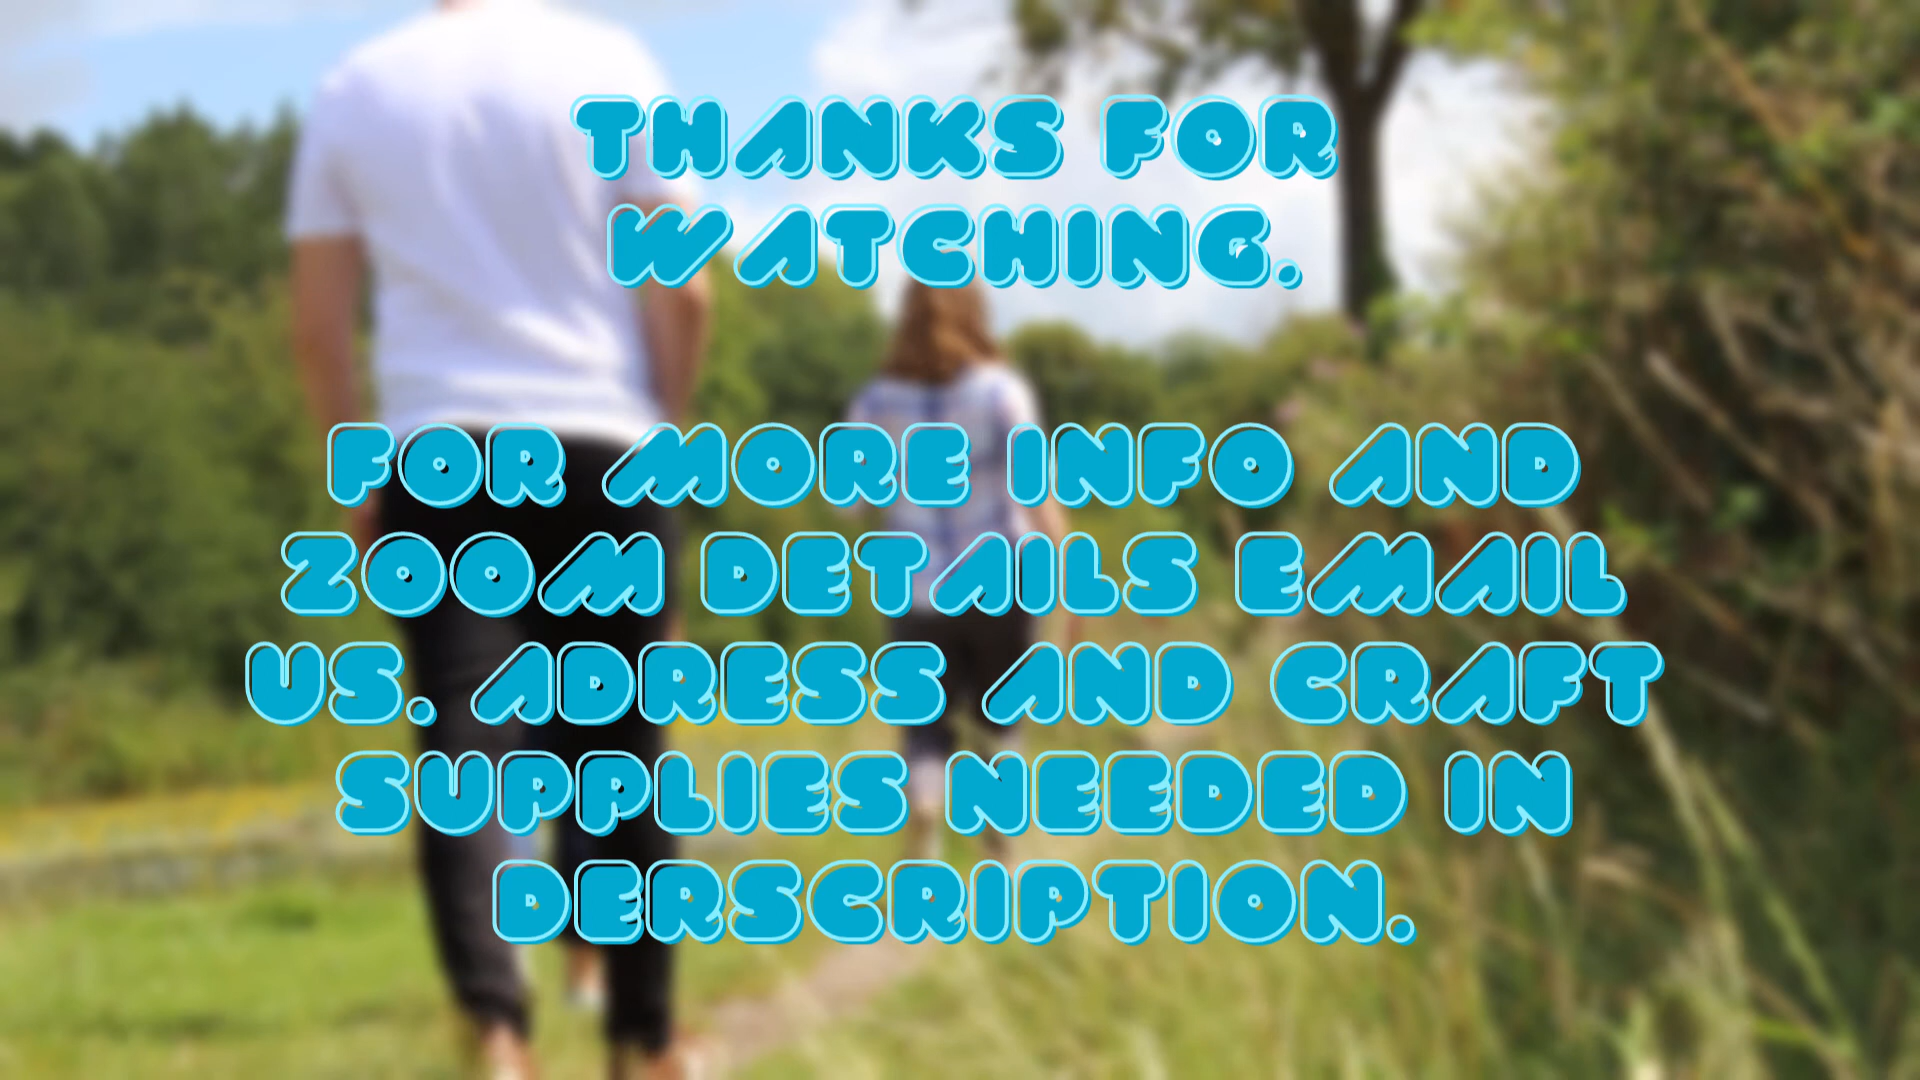 THANKS FOR
WATCHING.
FOR MORE INFO AND
ZOOM DETAILS EMAIL
US. ADRESS AND CRAFT
SUPPLIES NEEDED IN
DERSCRIPTION.